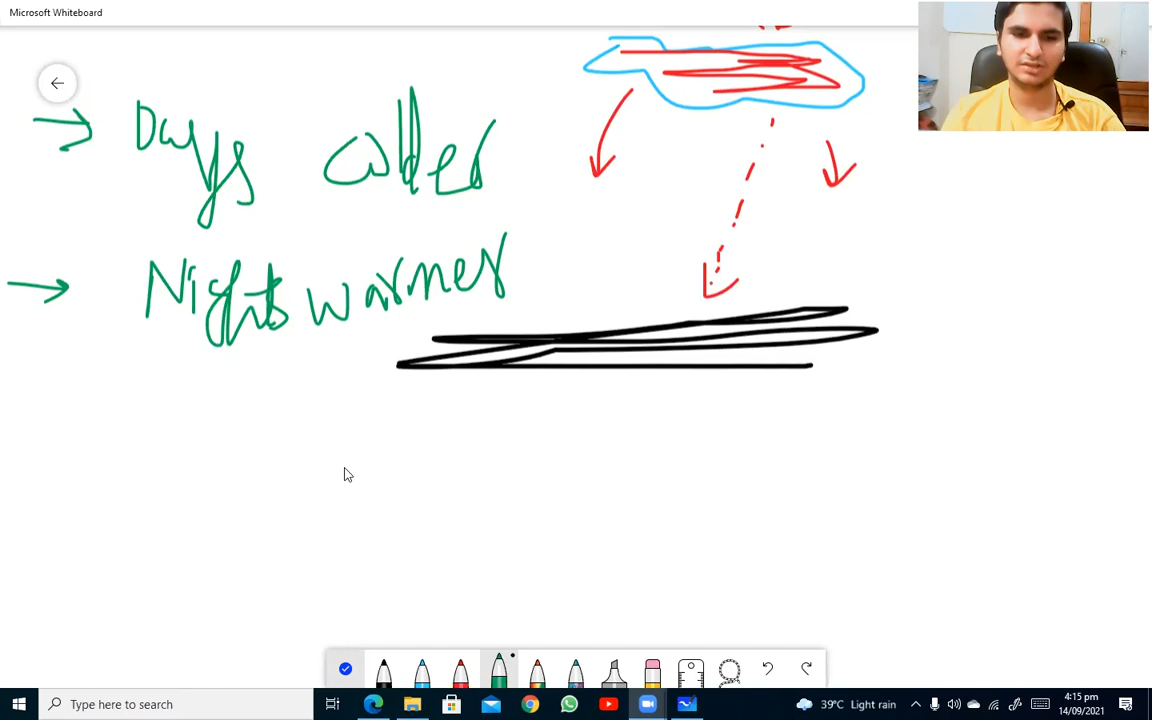 Microsoft Whiteboard
→ Days colder
→ Nights warmer
Type here to search
39°C Light rain
4:15 pm
14/09/2021